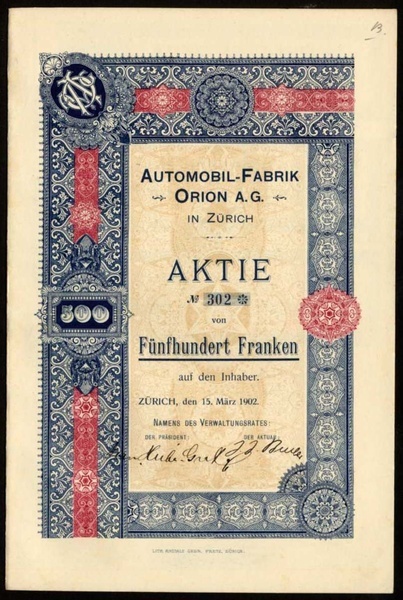 B.
AUTOMOBIL-FABRIK
ORION A.G.
IN ZÜRICH
AKTIE
№ 302
von
Fünfhundert Franken
auf den Inhaber.
500
ZÜRICH, den 15. März 1902.
NAMENS DES VERWALTUNGSRATES:
DER PRÄSIDENT: DER AKTUAR:
ZÜRICH.